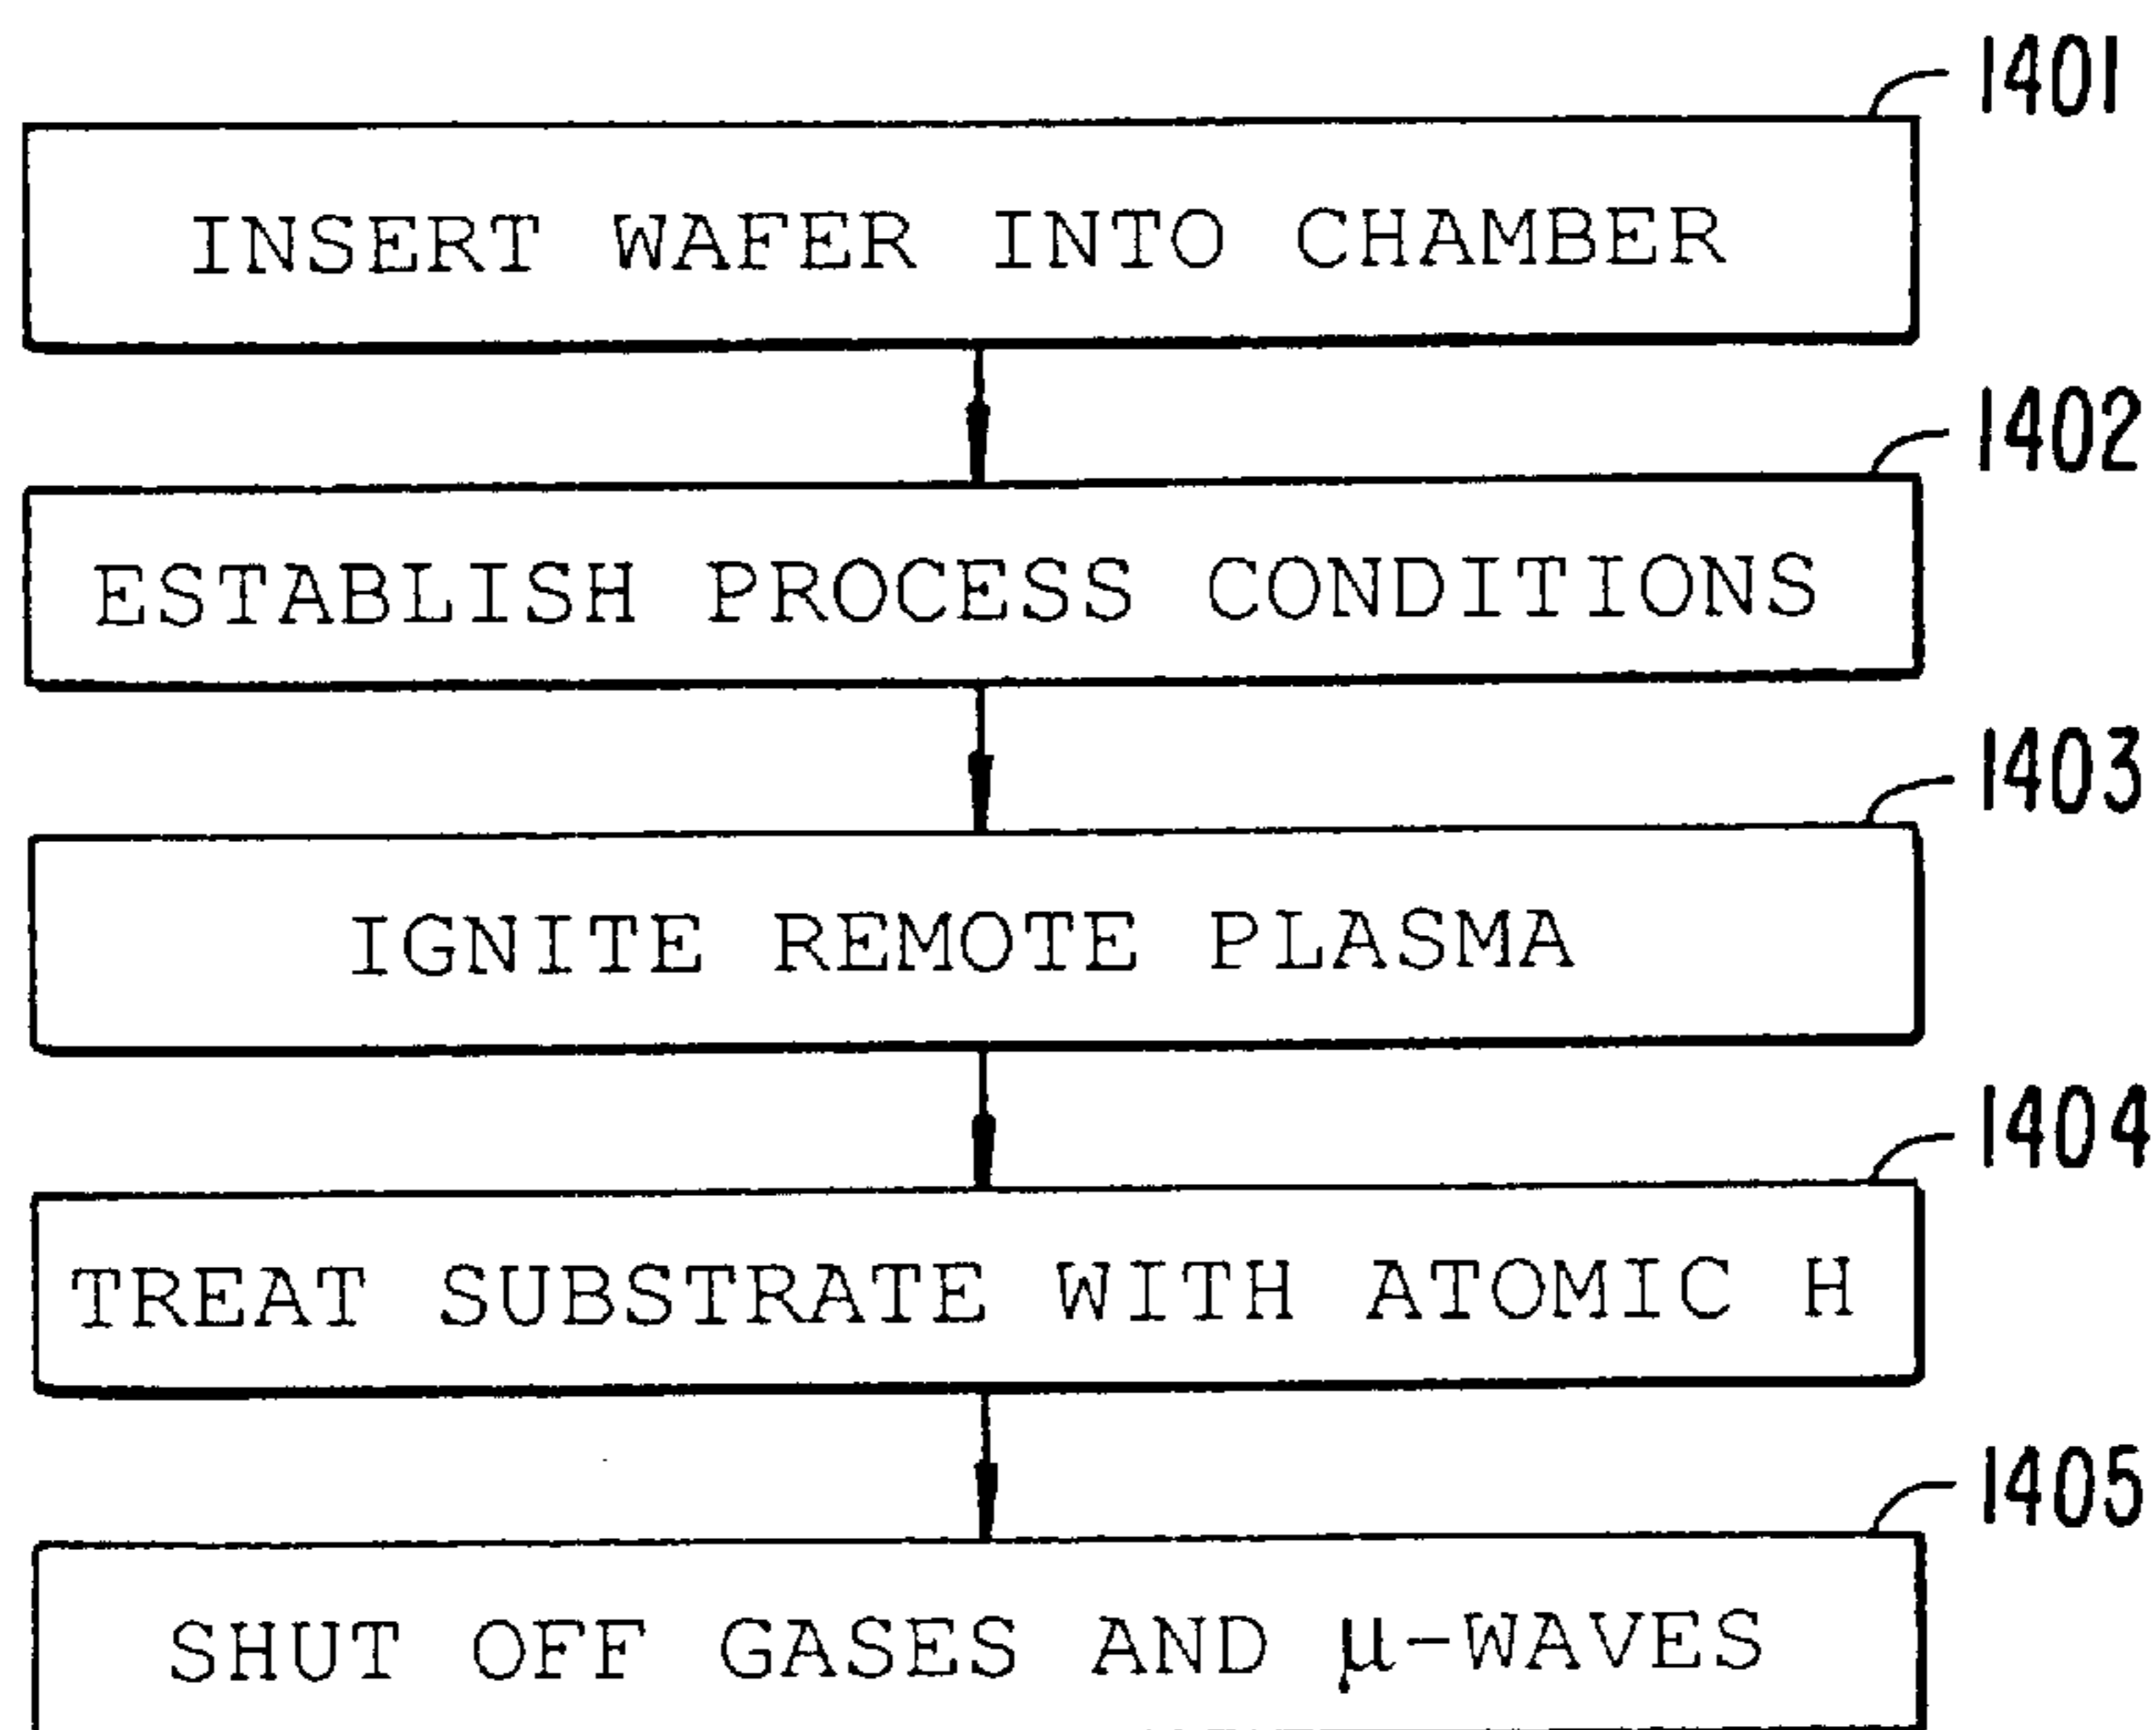 1401
INSERT WAFER INTO CHAMBER
1402
ESTABLISH PROCESS CONDITIONS
1403
IGNITE REMOTE PLASMA
1404
TREAT SUBSTRATE WITH ATOMIC H
1405
SHUT OFF GASES AND µ-WAVES